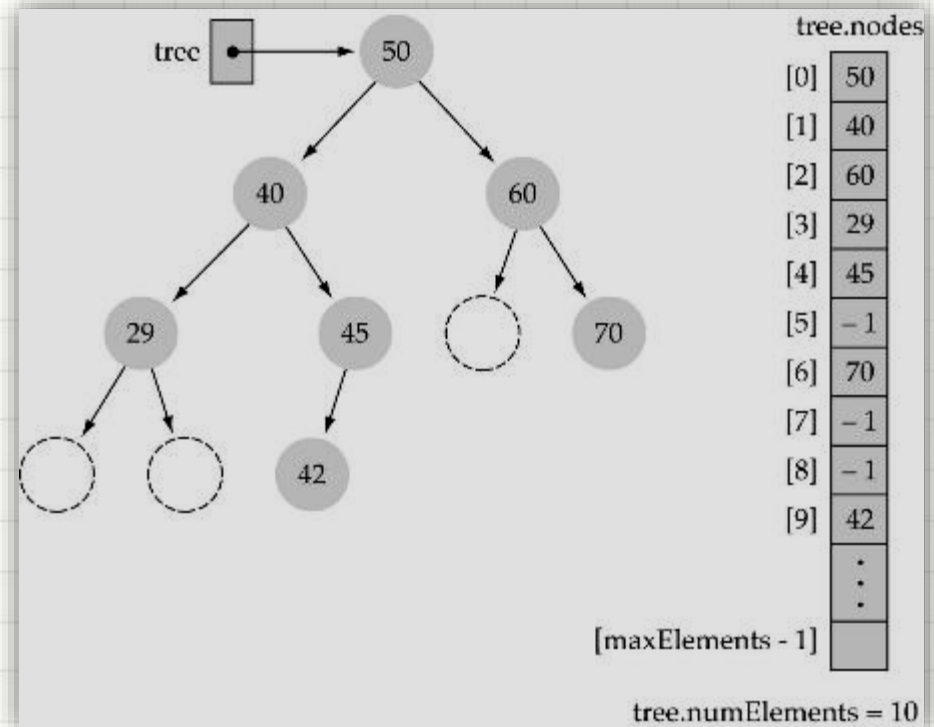 tree
50
40
60
29
45
70
42
tree.nodes
[0] 50
[1] 40
[2] 60
[3] 29
[4] 45
[5] – 1
[6] 70
[7] – 1
[8] – 1
[9] 42
[maxElements - 1]
tree.numElements = 10